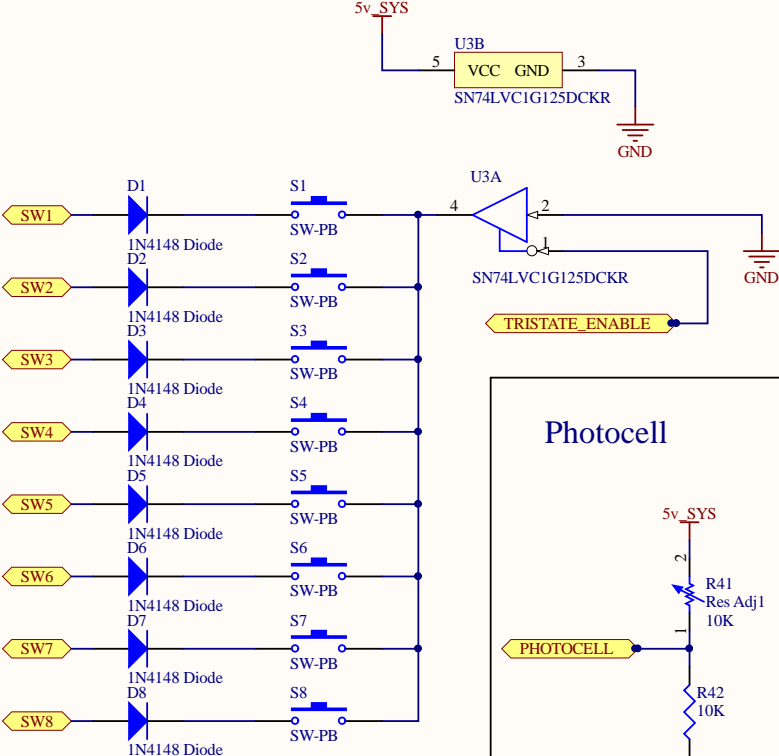 5v_SYS
U3B
5 VCC GND 3
SN74LVC1G125DCKR
GND
D1 S1 U3A
SW1 4 2
SW-PB
1N4148 Diode 1
D2 S2 SN74LVC1G125DCKR GND
SW2
SW-PB
1N4148 Diode TRISTATE_ENABLE
D3 S3
SW3
SW-PB
1N4148 Diode
D4 S4
SW4 Photocell
SW-PB
1N4148 Diode
D5 S5
SW5
SW-PB 5v_SYS
1N4148 Diode
D6 S6 2
SW6 R41
SW-PB Res Adj1
1N4148 Diode 10K
D7 S7 1
SW7 PHOTOCELL
SW-PB
1N4148 Diode
D8 S8 R42
SW8 10K
SW-PB
1N4148 Diode